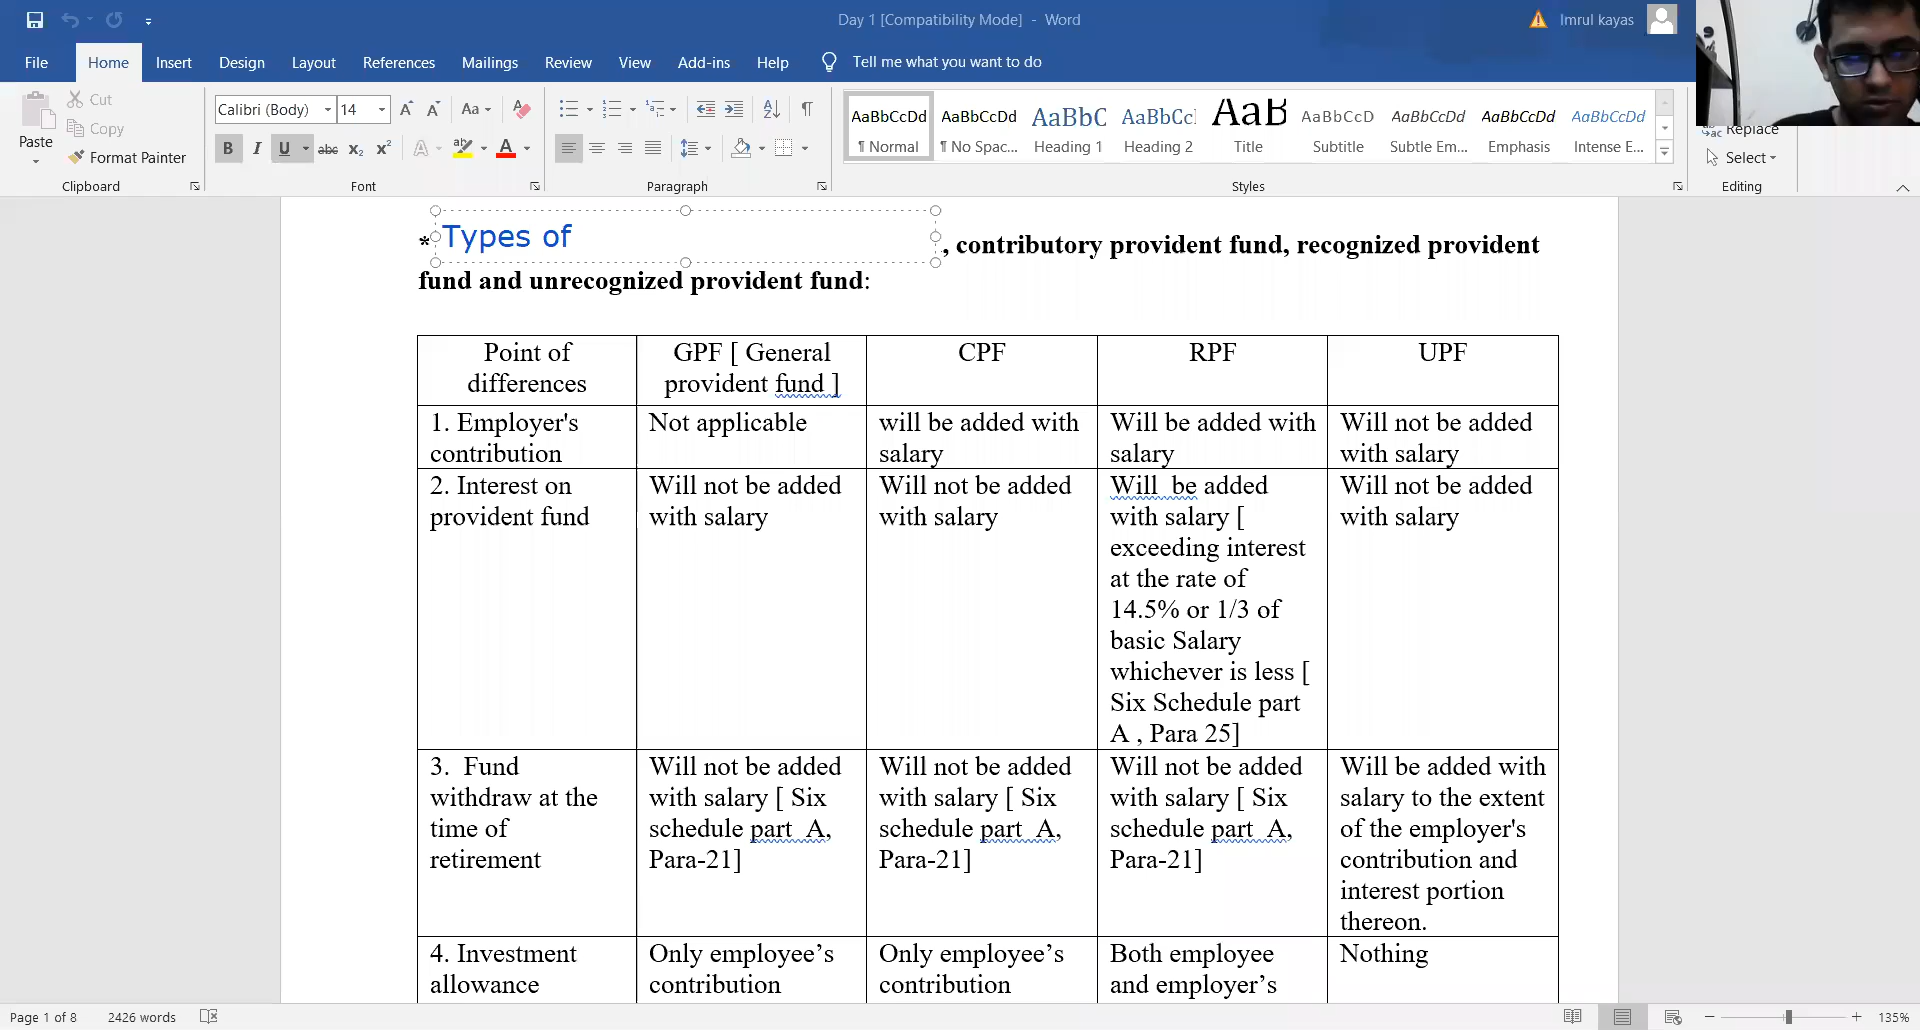 Day 1 [Compatibility Mode] - Word
Imrul kayas
File Home Insert Design Layout References Mailings Review View Add-ins Help Tell me what you want to do
Paste
Cut
Copy
Format Painter
Clipboard
Calibri (Body) 14
Aa
B I U abc x₂ x² A A
Font
Paragraph
AaBbCcDd AaBbCcDd AaBbC AaBbCcI AaB AaBbCcD AaBbCcDd AaBbCcDd AaBbCcDd
¶ Normal ¶ No Spac... Heading 1 Heading 2 Title Subtitle Subtle Em... Emphasis Intense E...
Styles
Replace
Select
Editing
* Types of , contributory provident fund, recognized provident
fund and unrecognized provident fund:
Point of
differences
GPF [ General
provident fund ]
CPF
RPF
UPF
1. Employer's
contribution
Not applicable
will be added with
salary
Will be added with
salary
Will not be added
with salary
2. Interest on
provident fund
Will not be added
with salary
Will not be added
with salary
Will be added
with salary [
exceeding interest
at the rate of
14.5% or 1/3 of
basic Salary
whichever is less [
Six Schedule part
A , Para 25]
Will not be added
with salary
3. Fund
withdraw at the
time of
retirement
Will not be added
with salary [ Six
schedule part A,
Para-21]
Will not be added
with salary [ Six
schedule part A,
Para-21]
Will not be added
with salary [ Six
schedule part A,
Para-21]
Will be added with
salary to the extent
of the employer's
contribution and
interest portion
thereon.
4. Investment
allowance
Only employee’s
contribution
Only employee’s
contribution
Both employee
and employer’s
Nothing
Page 1 of 8 2426 words 135%